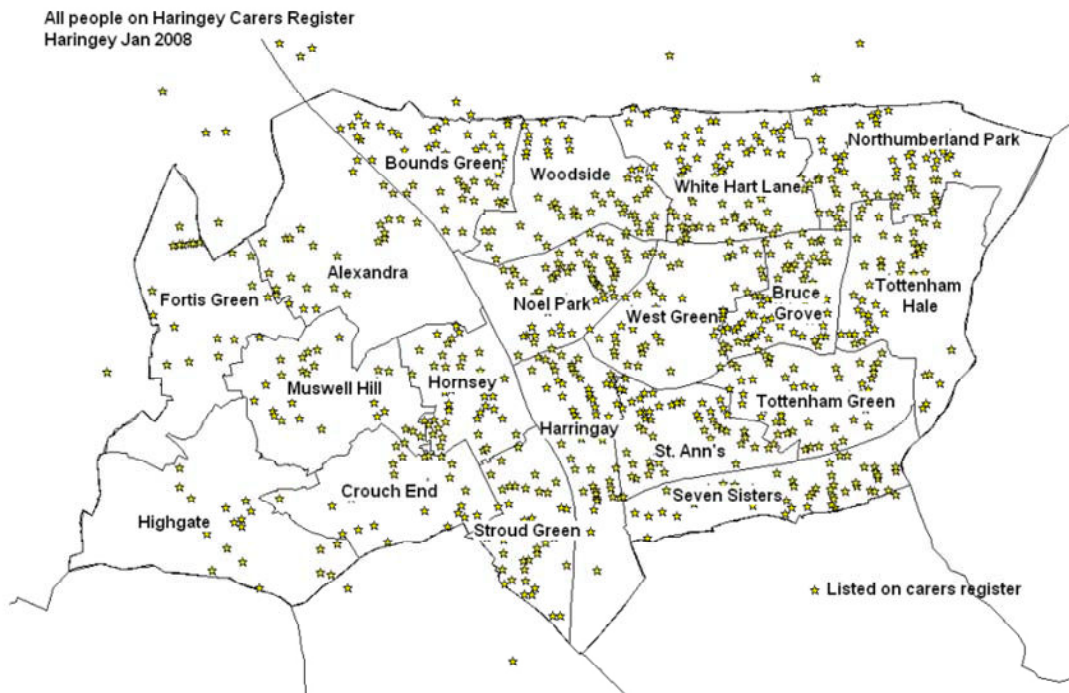 All people on Haringey Carers Register
Haringey Jan 2008
Northumberland Park
Bounds Green
Woodside
White Hart Lane
Alexandra
Fortis Green
Noel Park
West Green
Bruce
Grove
Tottenham
Hale
Muswell Hill
Hornsey
Tottenham Green
Harringay
St. Ann's
Crouch End
Seven Sisters
Highgate
Stroud Green
Listed on carers register